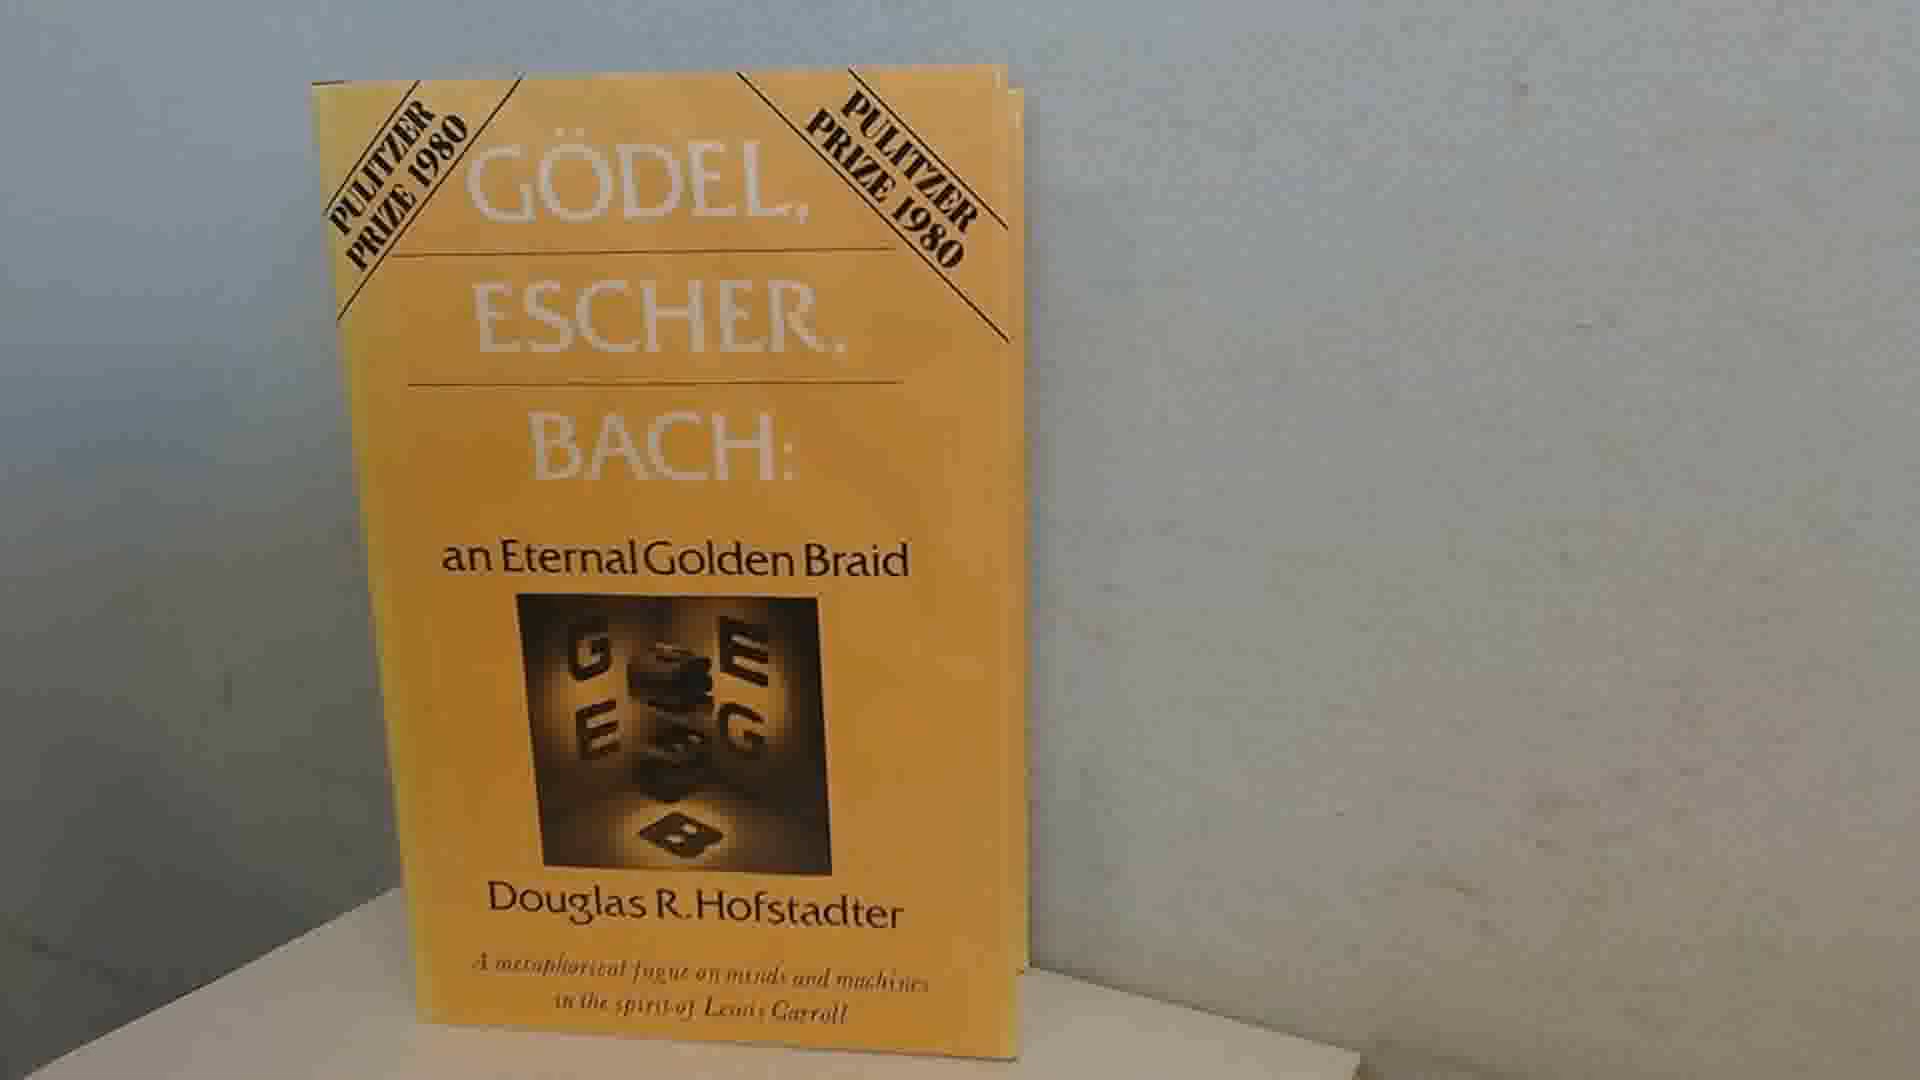 PULITZER
PRIZE 1980
PULITZER
PRIZE 1980
GÖDEL,
ESCHER,
BACH:
an Eternal Golden Braid
G E
E G
B
Douglas R. Hofstadter
A metaphorical fugue on minds and machines
in the spirit of Lewis Carroll